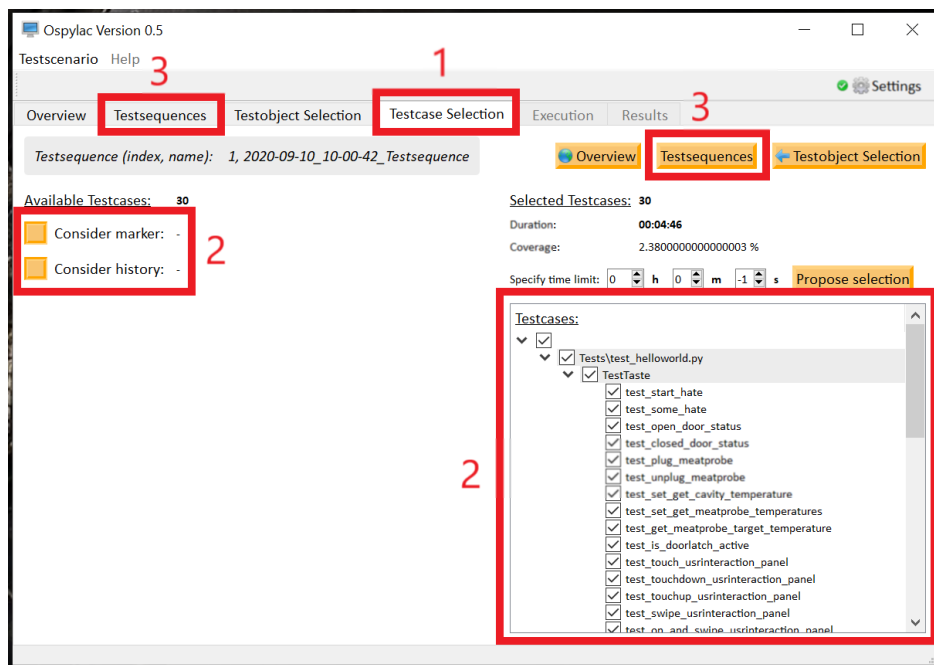 Ospylac Version 0.5
Testscenario Help
3
1
Settings
Overview Testsequences Testobject Selection Testcase Selection Execution Results
3
Testsequence (index, name): 1, 2020-09-10_10-00-42_Testsequence
Overview Testsequences Testobject Selection
Available Testcases: 30
Consider marker: -
Consider history: -
2
Selected Testcases: 30
Duration: 00:04:46
Coverage: 2.3800000000000003 %
Specify time limit: 0 h 0 m -1 s Propose selection
2
Testcases:
Tests\test_helloworld.py
TestTaste
test_start_hate
test_some_hate
test_open_door_status
test_closed_door_status
test_plug_meatprobe
test_unplug_meatprobe
test_set_get_cavity_temperature
test_set_get_meatprobe_temperatures
test_get_meatprobe_target_temperature
test_is_doorlatch_active
test_touch_usrinteraction_panel
test_touchdown_usrinteraction_panel
test_touchup_usrinteraction_panel
test_swipe_usrinteraction_panel
test_on_and_swipe_usrinteraction_panel